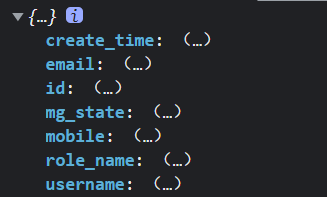 ▼ {…} i
create_time: (…)
email: (…)
id: (…)
mg_state: (…)
mobile: (…)
role_name: (…)
username: (…)